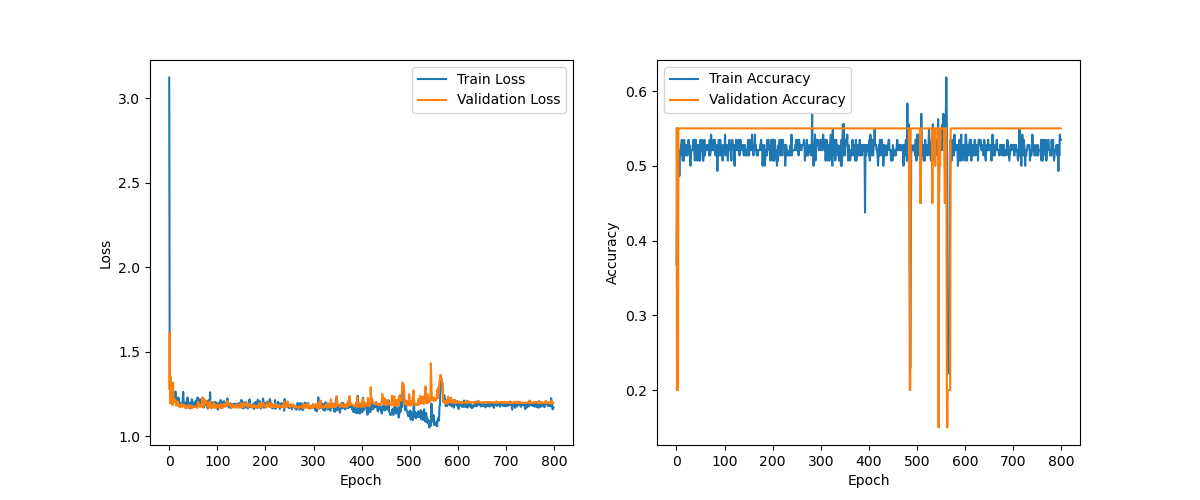 3.0
2.5
2.0
1.5
1.0
Loss
0 100 200 300 400 500 600 700 800
Epoch
Train Loss
Validation Loss
0.6
0.5
0.4
0.3
0.2
Accuracy
0 100 200 300 400 500 600 700 800
Epoch
Train Accuracy
Validation Accuracy